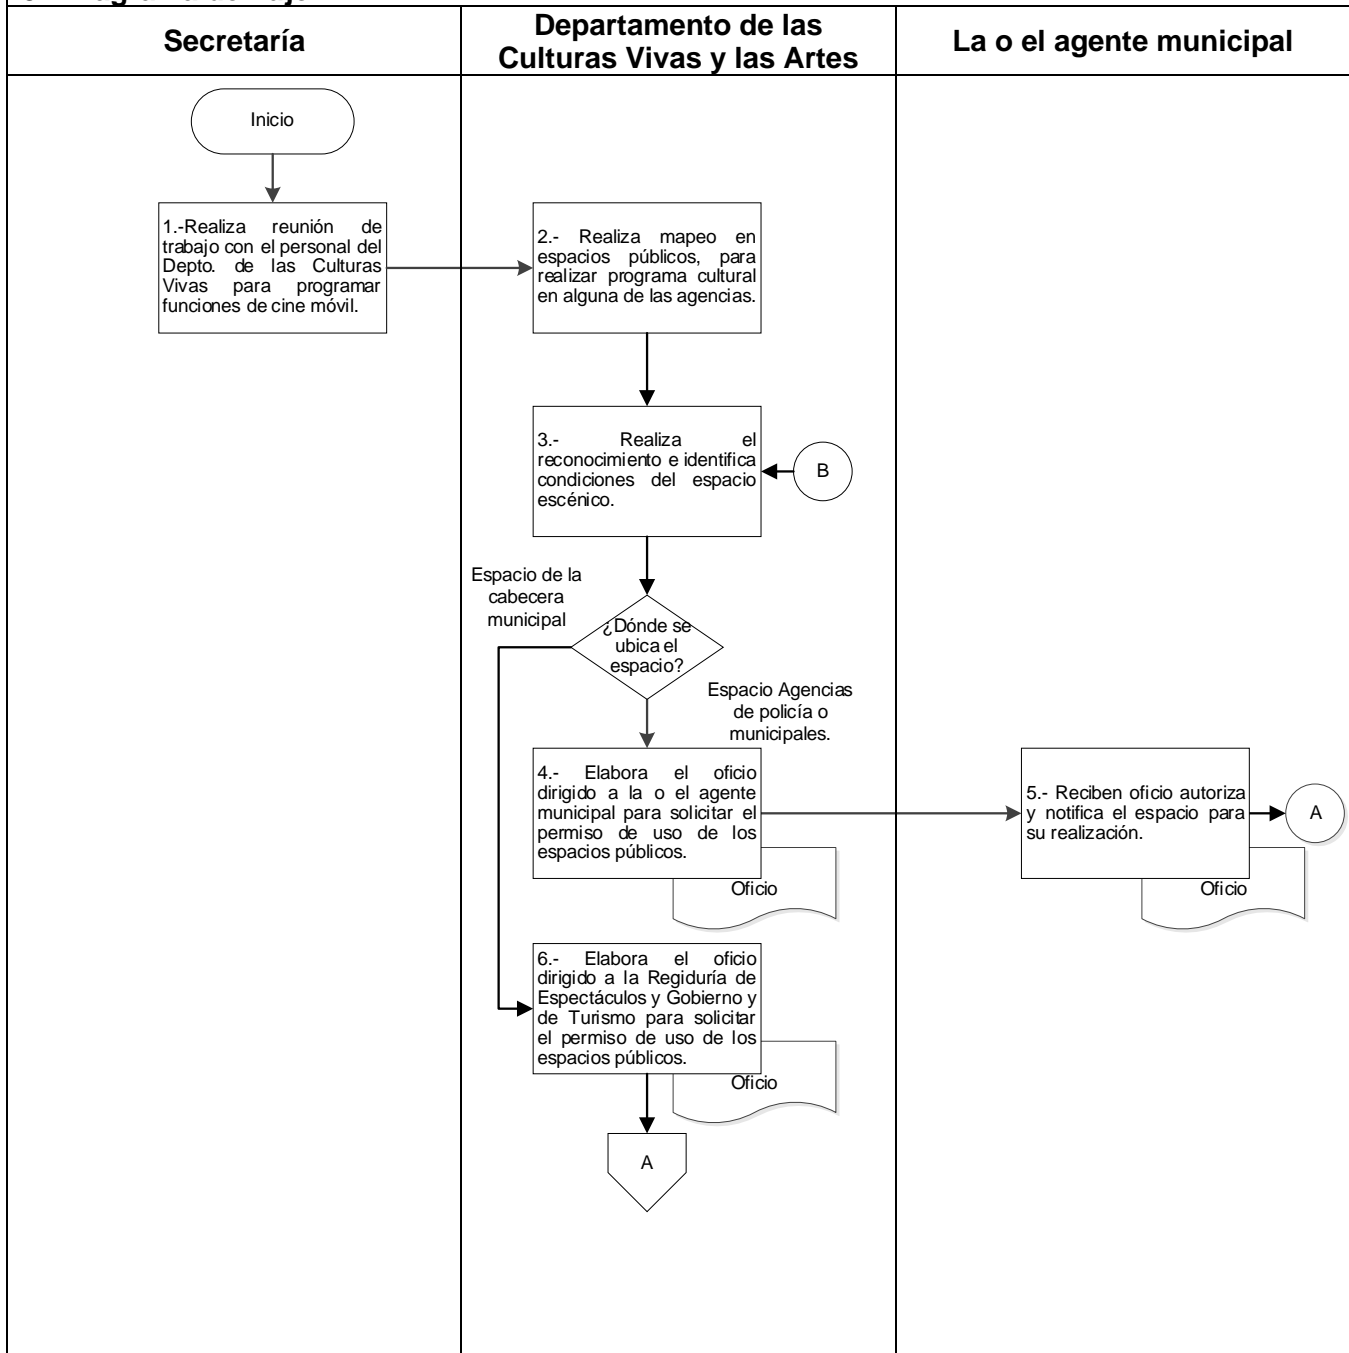 Secretaría
Departamento de las
Culturas Vivas y las Artes
La o el agente municipal
Inicio
1.-Realiza reunión de
trabajo con el personal del
Depto. de las Culturas
Vivas para programar
funciones de cine móvil.
2.- Realiza mapeo en
espacios públicos, para
realizar programa cultural
en alguna de las agencias.
3.- Realiza el
reconocimiento e identifica
condiciones del espacio
escénico.
B
Espacio de la
cabecera
municipal
¿Dónde se
ubica el
espacio?
Espacio Agencias
de policía o
municipales.
4.- Elabora el oficio
dirigido a la o el agente
municipal para solicitar el
permiso de uso de los
espacios públicos.
Oficio
5.- Reciben oficio autoriza
y notifica el espacio para
su realización.
Oficio
A
6.- Elabora el oficio
dirigido a la Regiduría de
Espectáculos y Gobierno y
de Turismo para solicitar
el permiso de uso de los
espacios públicos.
Oficio
A